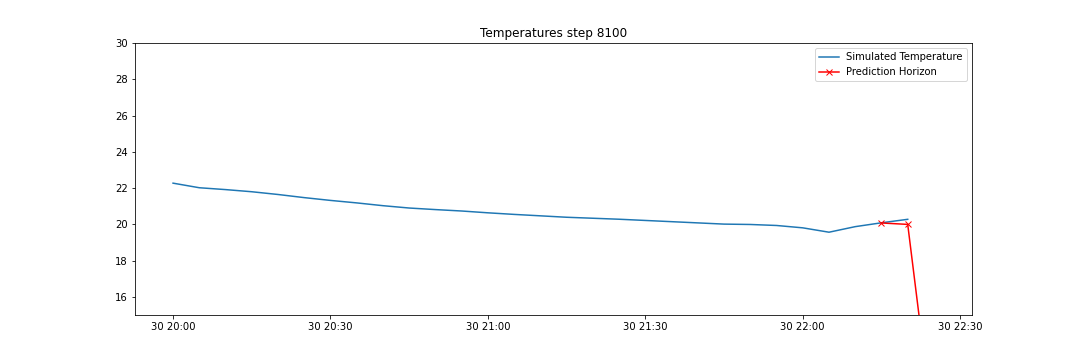 Temperatures step 8100
Simulated Temperature
Prediction Horizon
30
28
26
24
22
20
18
16
30 20:00 30 20:30 30 21:00 30 21:30 30 22:00 30 22:30